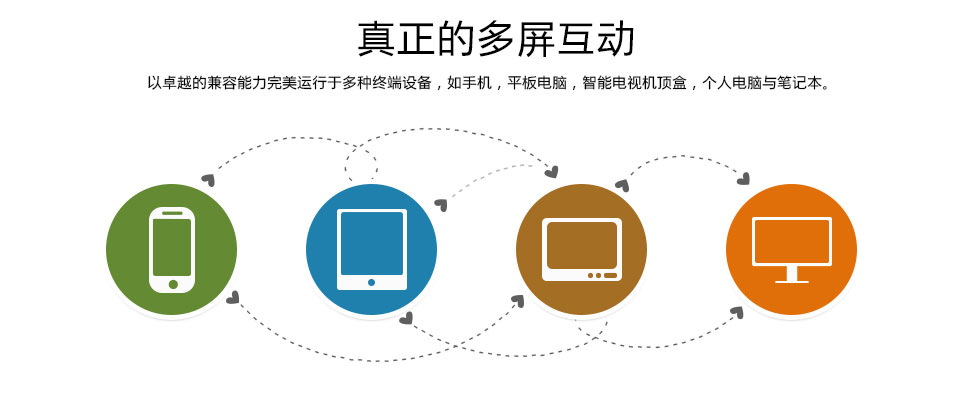 真正的多屏互动
以卓越的兼容能力完美运行于多种终端设备，如手机，平板电脑，智能电视机顶盒，个人电脑与笔记本。